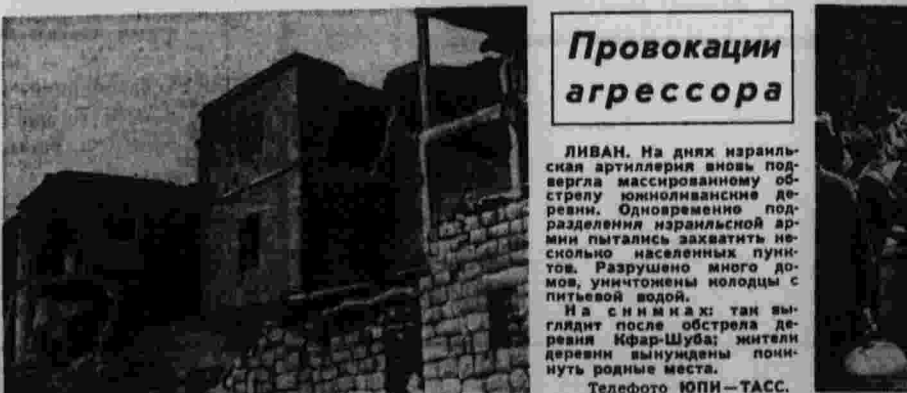 Провокации
агрессора
ЛИВАН. На днях израиль-
ская артиллерия вновь под-
вергла массированному об-
стрелу южноливанские де-
ревни. Одновременно под-
разделения израильской ар-
мии пытались захватить не-
сколько населенных пунк-
тов. Разрушено много до-
мов, уничтожены колодцы с
питьевой водой.
На снимках: так вы-
глядит после обстрела де-
ревня Кфар-Шуба; жители
деревни вынуждены поки-
нуть родные места.
Телефото ЮПИ—ТАСС.